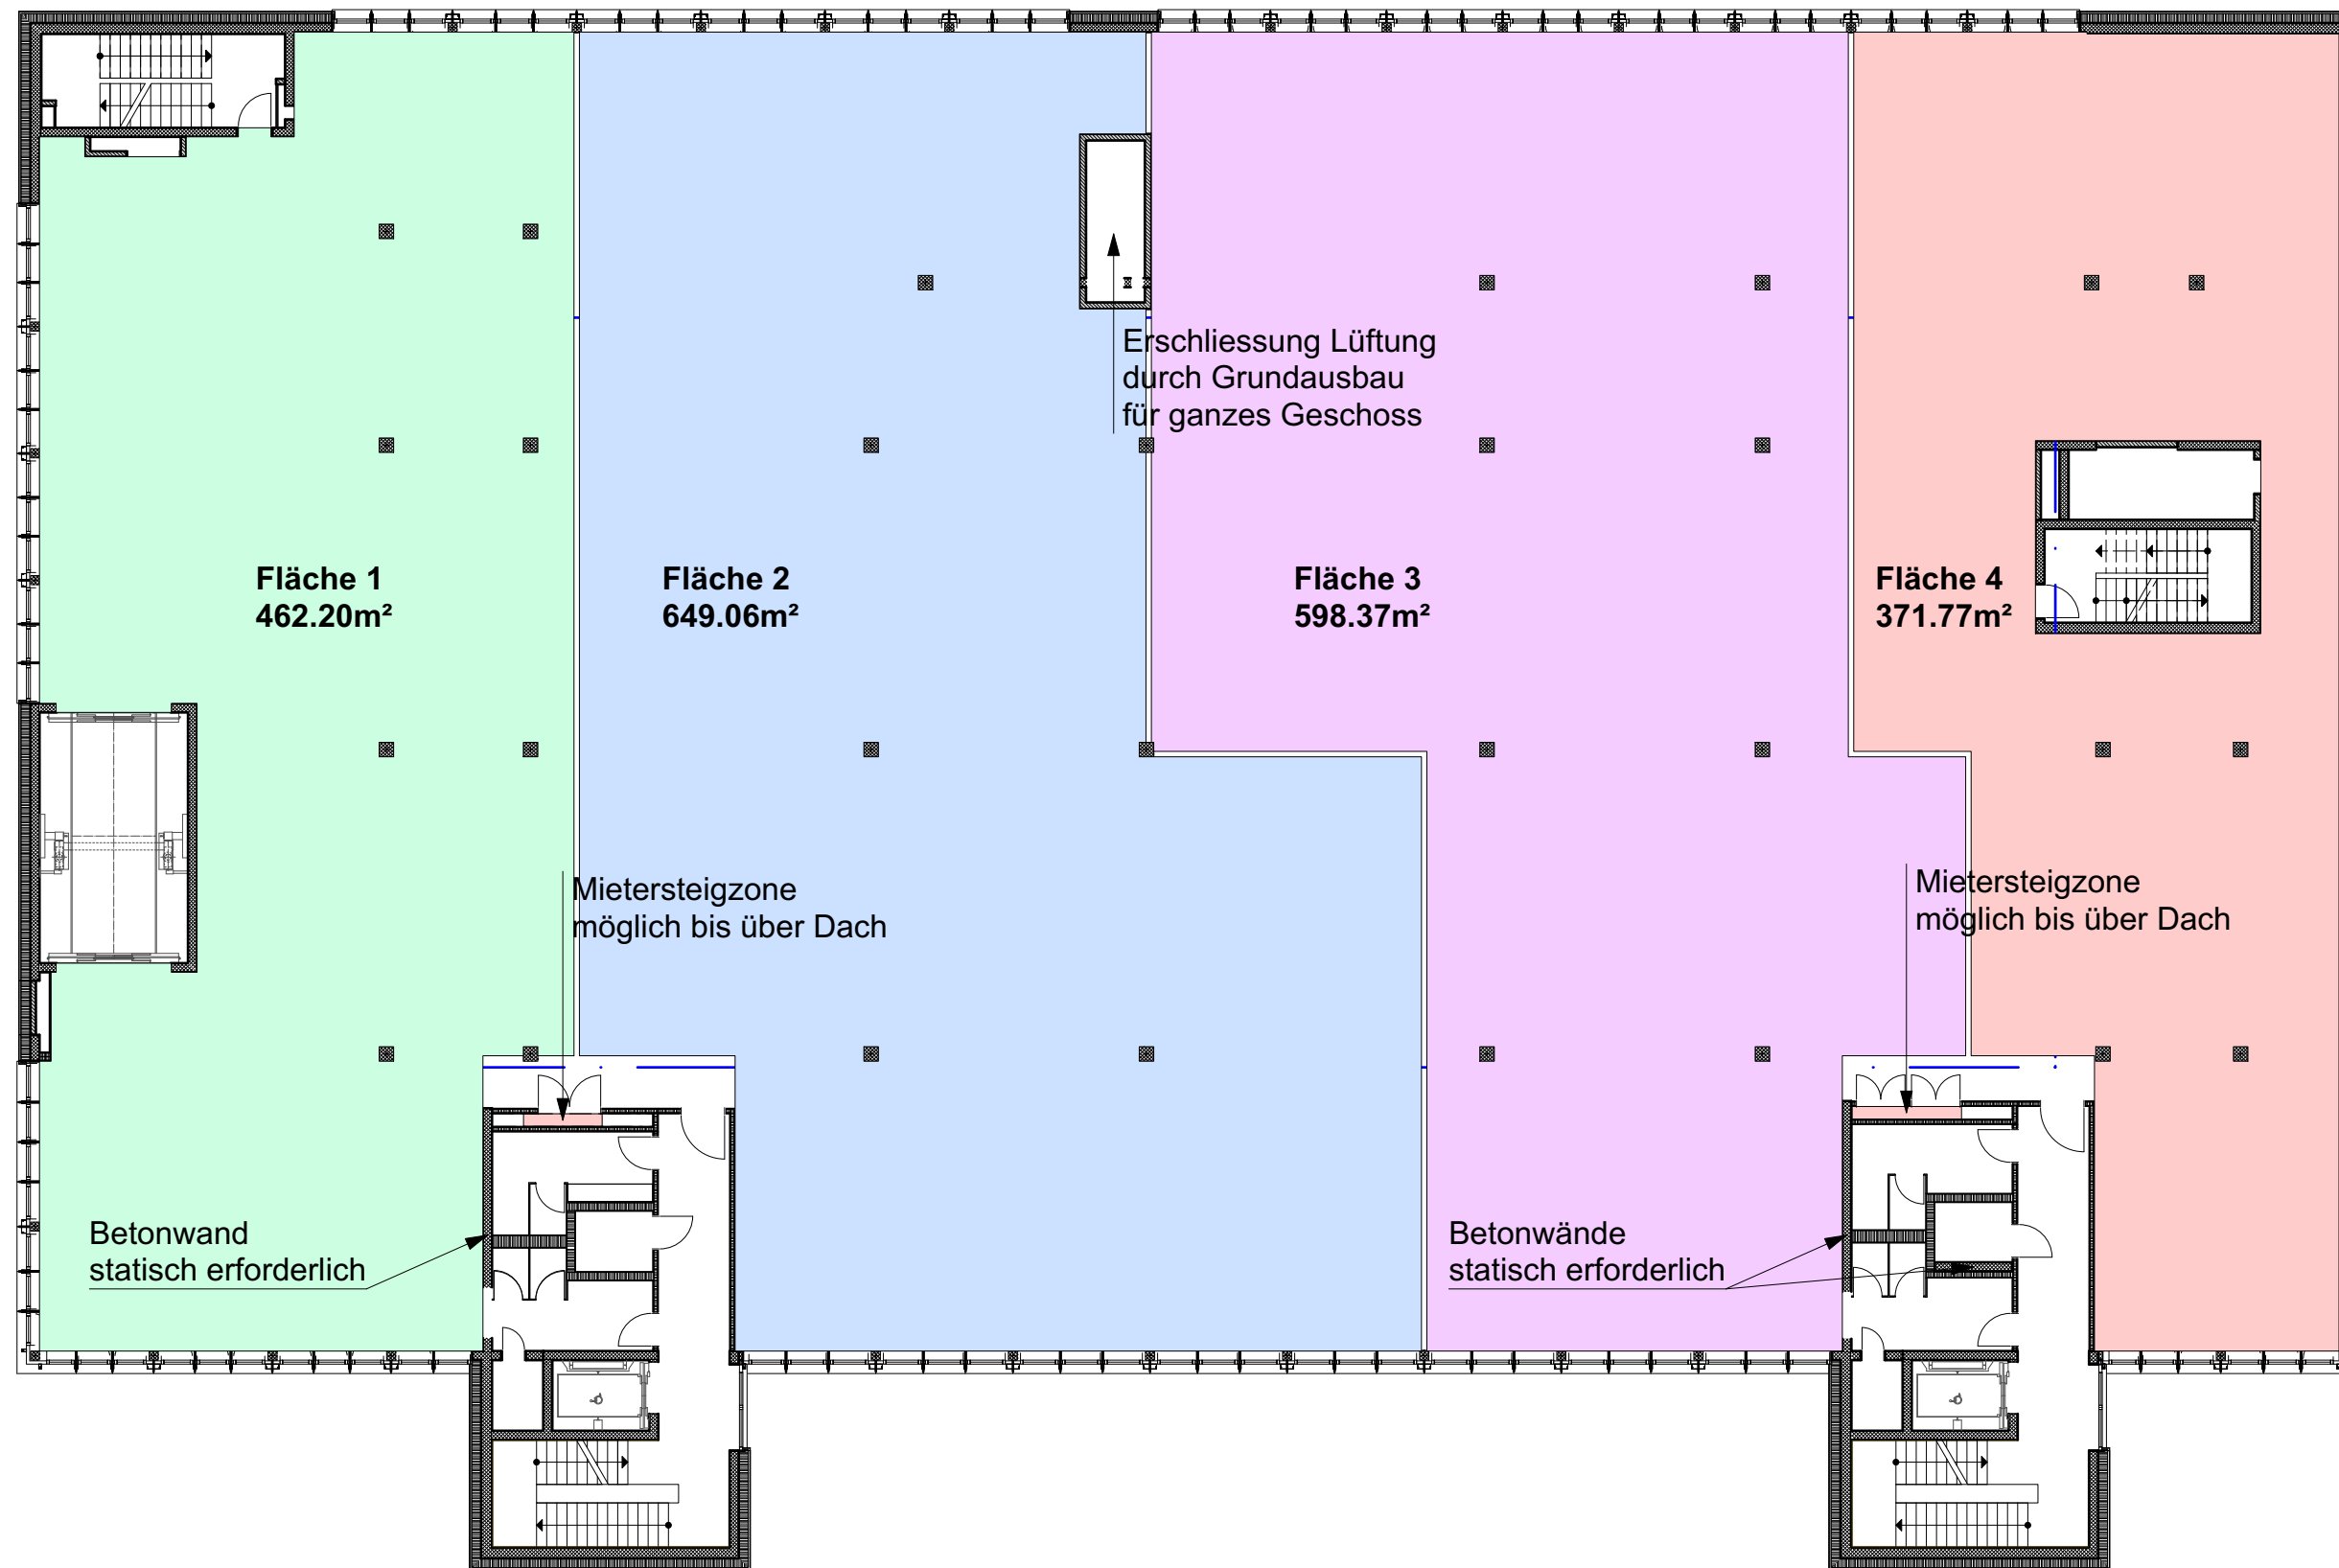 Erschliessung Lüftung
durch Grundausbau
für ganzes Geschoss
Fläche 1
462.20m²
Fläche 2
649.06m²
Fläche 3
598.37m²
Fläche 4
371.77m²
Mietersteigzone
möglich bis über Dach
Mietersteigzone
möglich bis über Dach
Betonwand
statisch erforderlich
Betonwände
statisch erforderlich